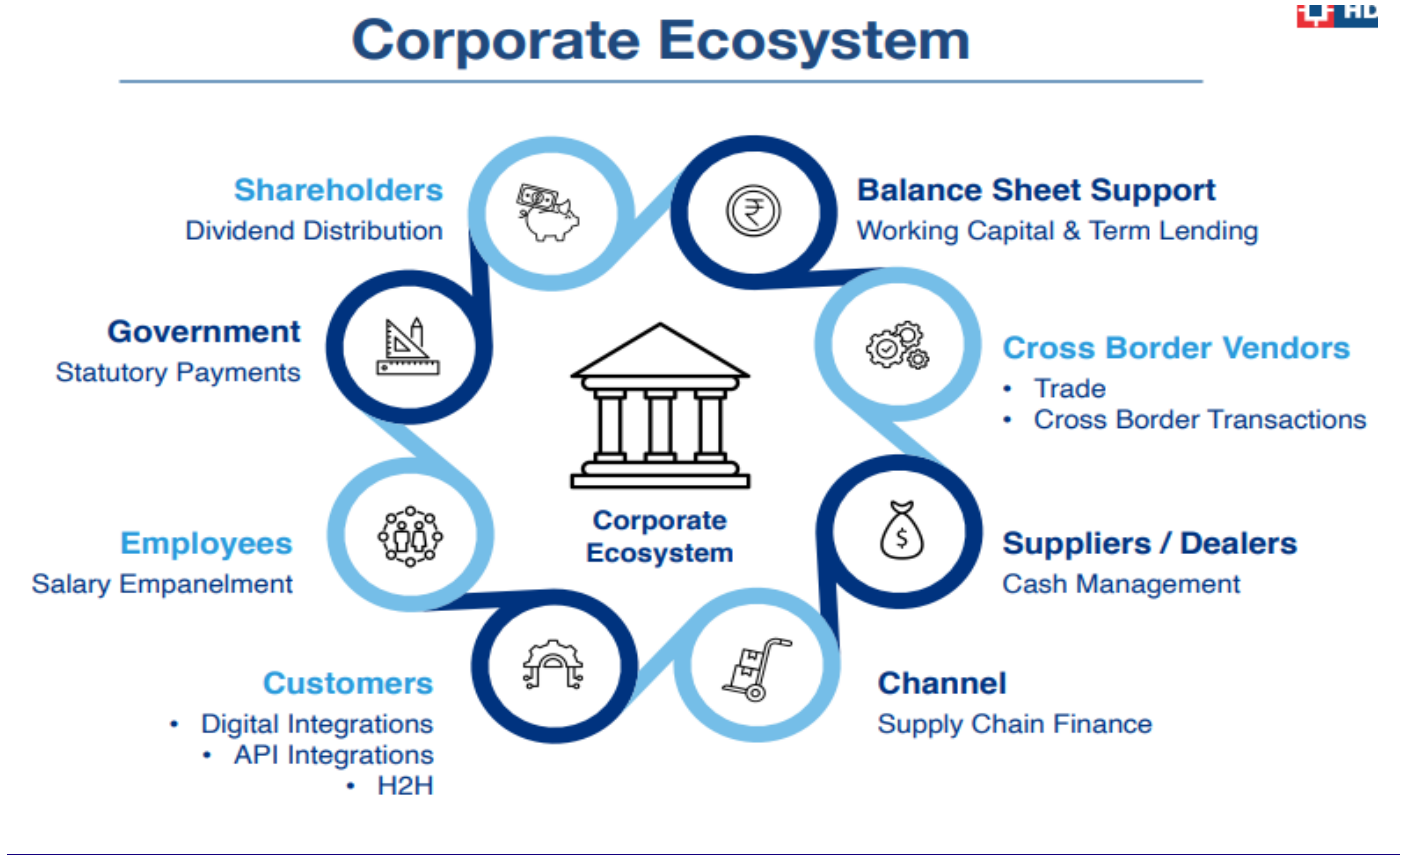 Corporate Ecosystem
HD
Shareholders
Dividend Distribution
Balance Sheet Support
₹
Working Capital & Term Lending
Government
Statutory Payments
Cross Border Vendors
• Trade
• Cross Border Transactions
Corporate
Ecosystem
Employees
Salary Empanelment
Suppliers / Dealers
$
Cash Management
Customers
• Digital Integrations
• API Integrations
• H2H
Channel
Supply Chain Finance